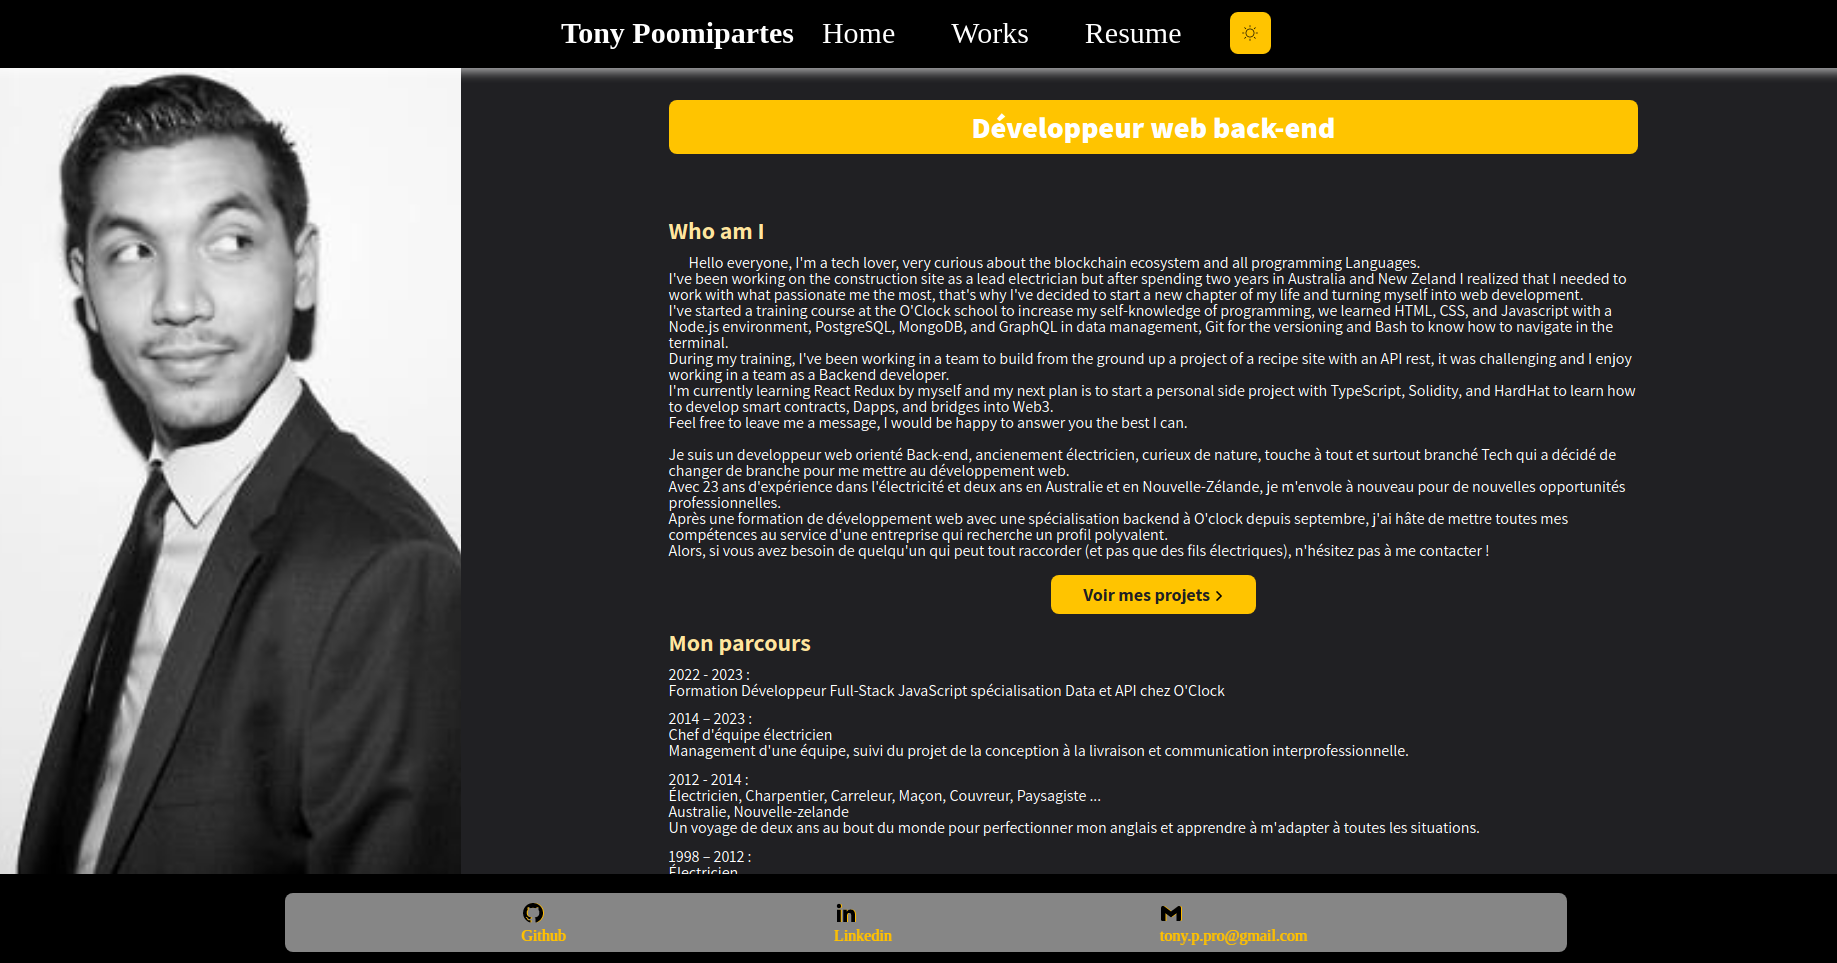 Tony Poomipartes Home Works Resume
Développeur web back-end
Who am I
Hello everyone, I'm a tech lover, very curious about the blockchain ecosystem and all programming Languages.
I've been working on the construction site as a lead electrician but after spending two years in Australia and New Zeland I realized that I needed to
work with what passionate me the most, that's why I've decided to start a new chapter of my life and turning myself into web development.
I've started a training course at the O'Clock school to increase my self-knowledge of programming, we learned HTML, CSS, and Javascript with a
Node.js environment, PostgreSQL, MongoDB, and GraphQL in data management, Git for the versioning and Bash to know how to navigate in the
terminal.
During my training, I've been working in a team to build from the ground up a project of a recipe site with an API rest, it was challenging and I enjoy
working in a team as a Backend developer.
I'm currently learning React Redux by myself and my next plan is to start a personal side project with TypeScript, Solidity, and HardHat to learn how
to develop smart contracts, Dapps, and bridges into Web3.
Feel free to leave me a message, I would be happy to answer you the best I can.
Je suis un developpeur web orienté Back-end, ancienement électricien, curieux de nature, touche à tout et surtout branché Tech qui a décidé de
changer de branche pour me mettre au développement web.
Avec 23 ans d'expérience dans l'électricité et deux ans en Australie et en Nouvelle-Zélande, je m'envole à nouveau pour de nouvelles opportunités
professionnelles.
Après une formation de développement web avec une spécialisation backend à O'clock depuis septembre, j'ai hâte de mettre toutes mes
compétences au service d'une entreprise qui recherche un profil polyvalent.
Alors, si vous avez besoin de quelqu'un qui peut tout raccorder (et pas que des fils électriques), n'hésitez pas à me contacter !
Voir mes projets >
Mon parcours
2022 - 2023 :
Formation Développeur Full-Stack JavaScript spécialisation Data et API chez O'Clock
2014 – 2023 :
Chef d'équipe électricien
Management d'une équipe, suivi du projet de la conception à la livraison et communication interprofessionnelle.
2012 - 2014 :
Électricien, Charpentier, Carreleur, Maçon, Couvreur, Paysagiste ...
Australie, Nouvelle-zelande
Un voyage de deux ans au bout du monde pour perfectionner mon anglais et apprendre à m'adapter à toutes les situations.
1998 – 2012 :
Électricien
Github Linkedin tony.p.pro@gmail.com